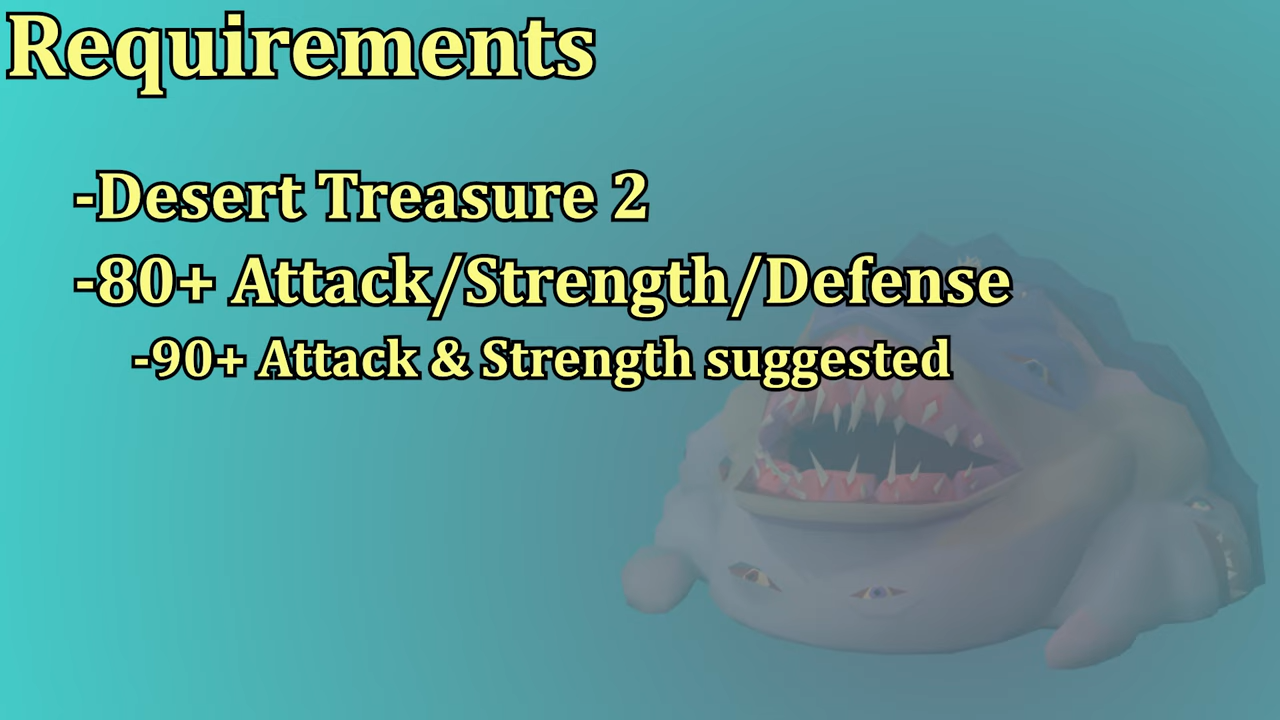 Requirements
-Desert Treasure 2
-80+ Attack/Strength/Defense
-90+ Attack & Strength suggested